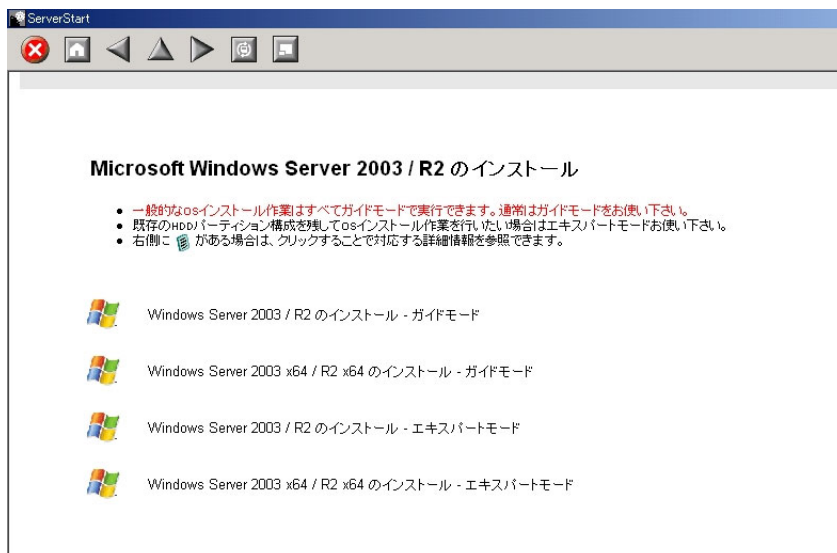 ServerStart
Microsoft Windows Server 2003 / R2 のインストール
一般的なosインストール作業はすべてガイドモードで実行できます。通常はガイドモードをお使い下さい。
既存のHDDパーティション構成を残してosインストール作業を行いたい場合はエキスパートモードお使い下さい。
右側に がある場合は、クリックすることで対応する詳細情報を参照できます。
Windows Server 2003 / R2 のインストール - ガイドモード
Windows Server 2003 x64 / R2 x64 のインストール - ガイドモード
Windows Server 2003 / R2 のインストール - エキスパートモード
Windows Server 2003 x64 / R2 x64 のインストール - エキスパートモード